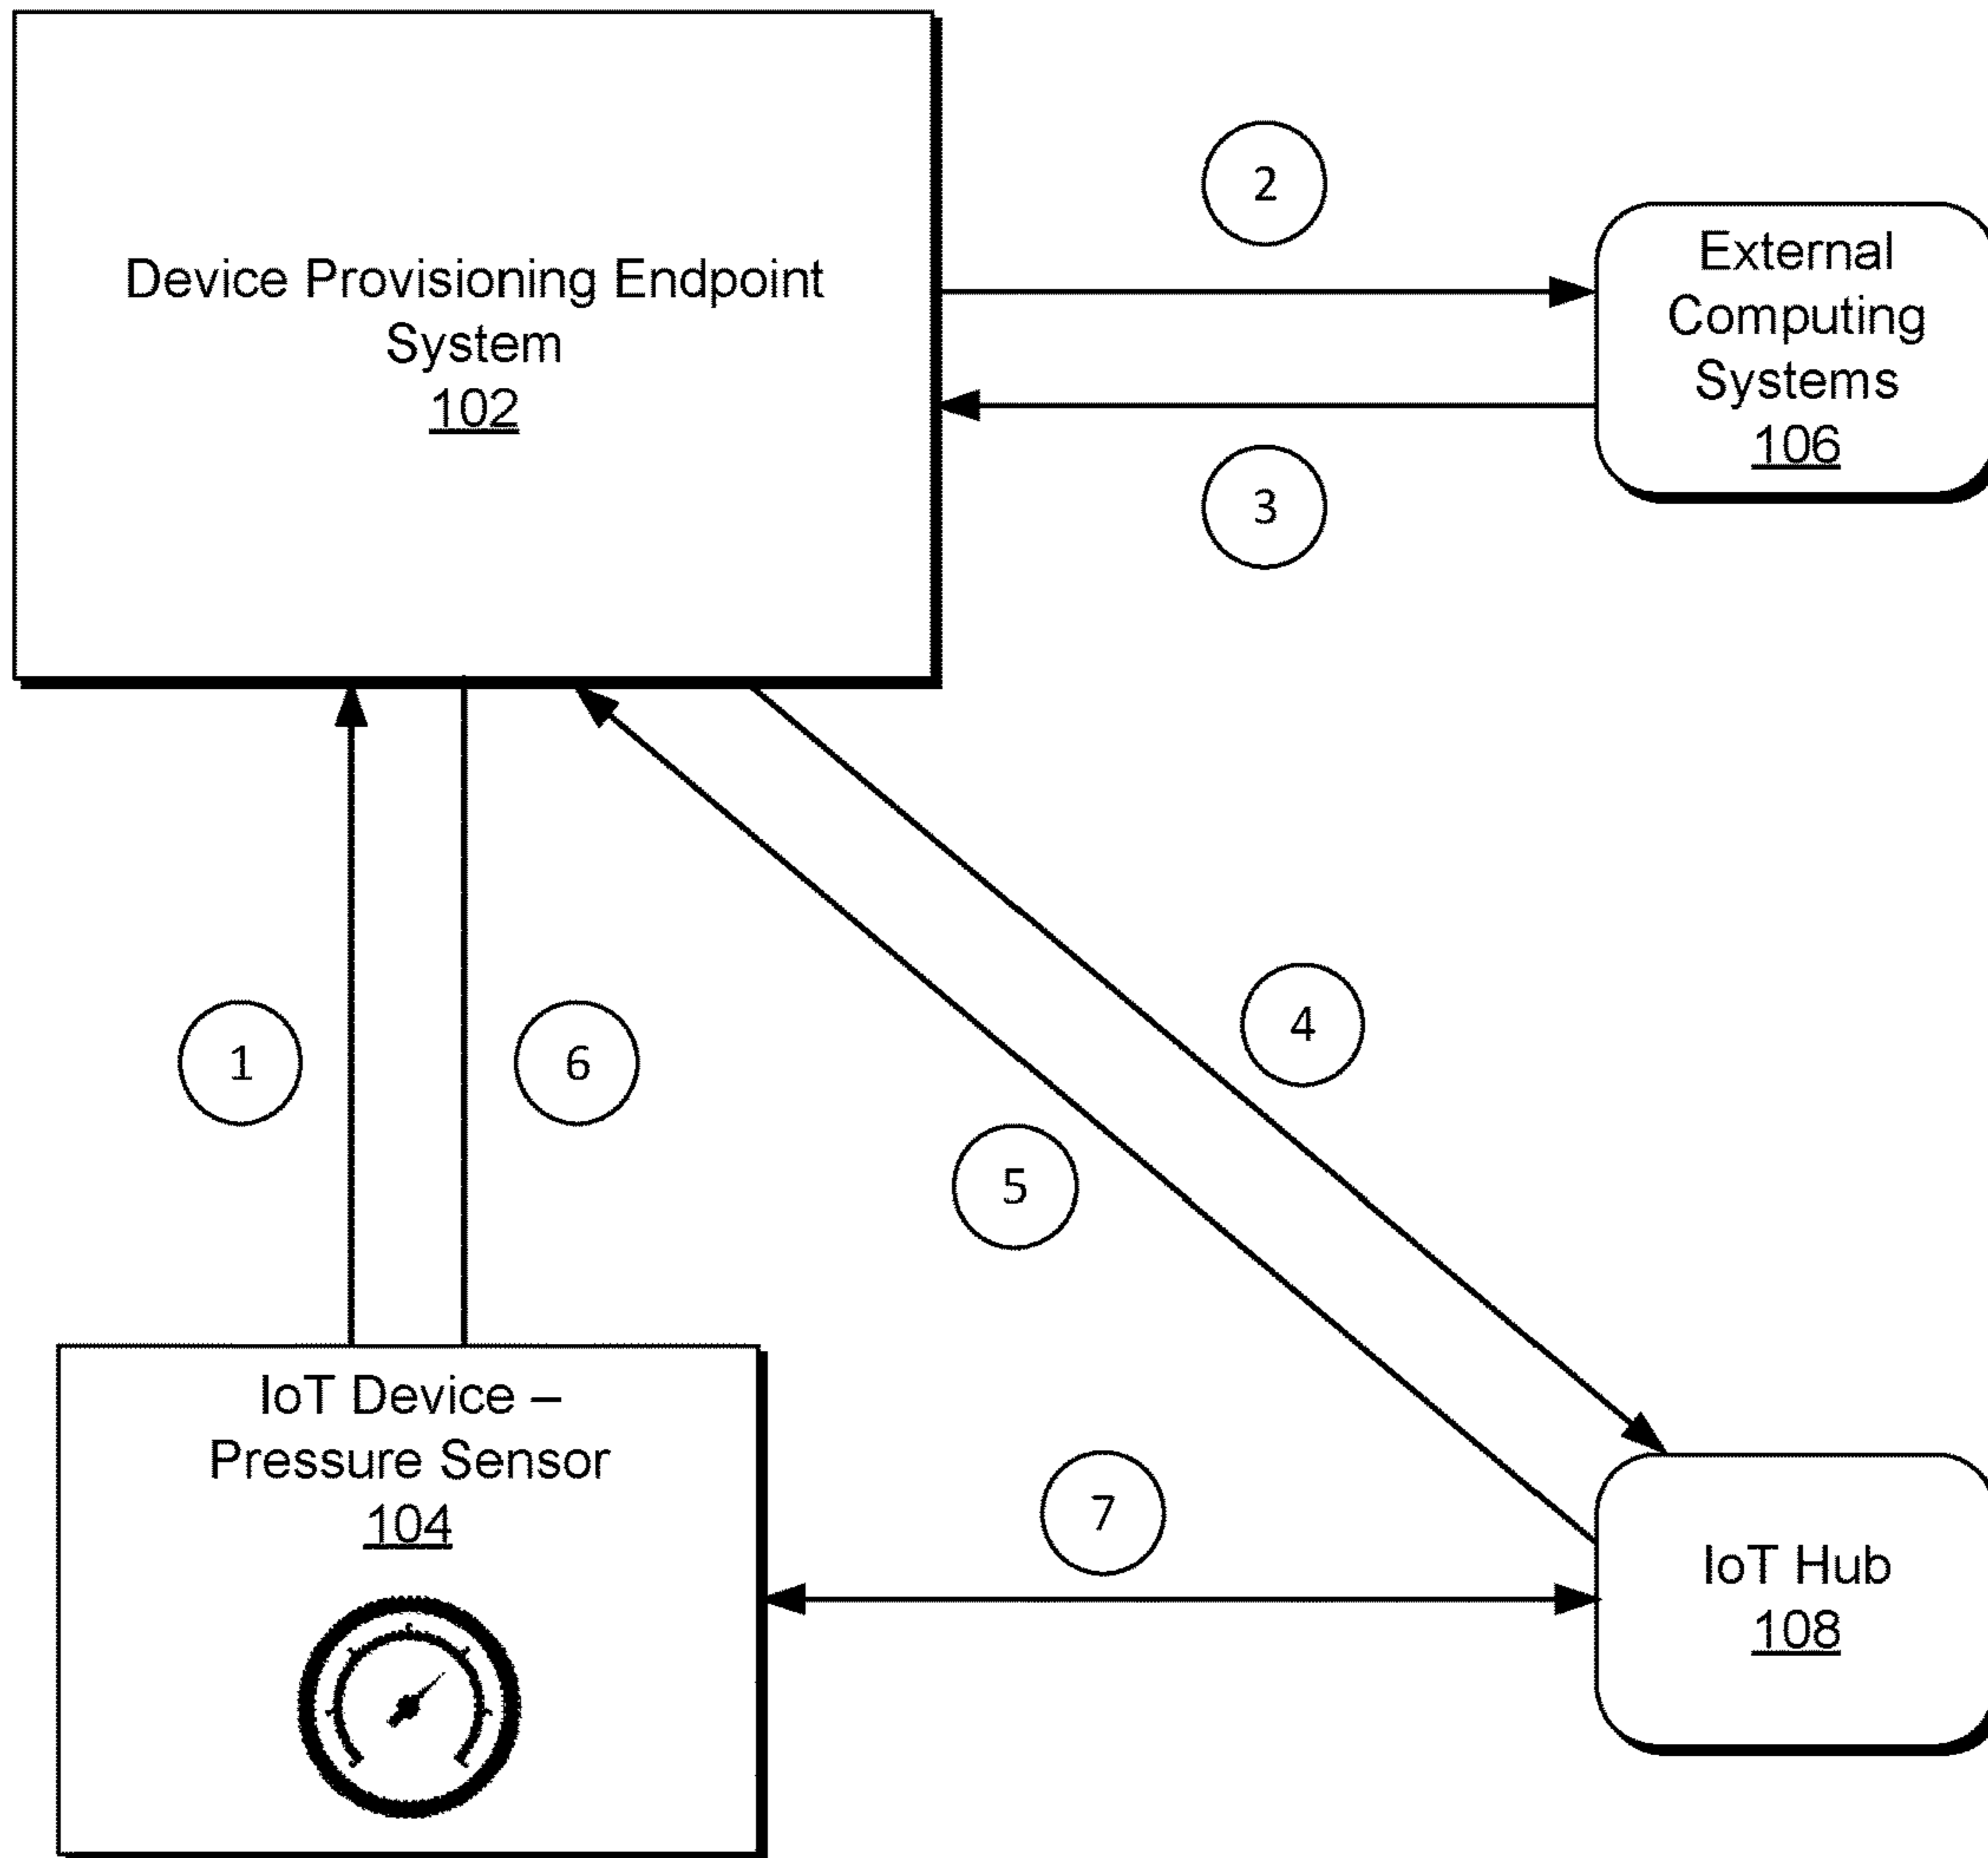 Device Provisioning Endpoint
System
102
2
External
Computing
Systems
106
3
1
6
4
5
IoT Device –
Pressure Sensor
104
7
IoT Hub
108